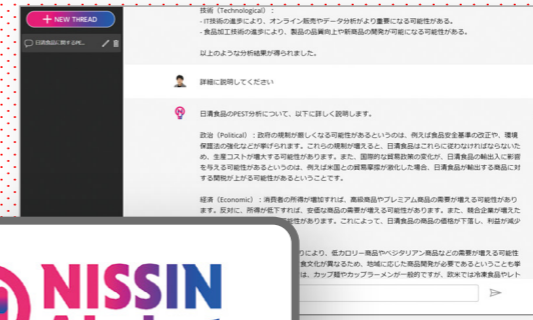 + NEW THREAD
日清食品に関するPE...
技術（Technological）：
- IT技術の進歩により、オンライン販売やデータ分析がより重要になる可能性がある。
- 食品加工技術の進歩により、製品の品質向上や新商品の開発が可能になる可能性がある。
以上のような分析結果が得られました。
詳細に説明してください
日清食品のPEST分析について、以下に詳しく説明します。
政治（Political）：政府の規制が厳しくなる可能性があるというのは、例えば食品安全基準の改正や、環境
保護法の強化などが挙げられます。これらの規制が増えると、日清食品はこれらに従わなければならないた
め、生産コストが増大する可能性があります。また、国際的な貿易政策の変化が、日清食品の輸出入に影響
を与える可能性があるというのは、例えば米国との貿易摩擦が激化した場合、日清食品が輸出する商品に対
する関税が上がる可能性があるということです。
経済（Economic）：消費者の所得が増加すれば、高級商品やプレミアム商品の需要が増える可能性があり
ます。反対に、所得が低下すれば、安価な商品の需要が増える可能性があります。また、競合企業が増えた
可能性があります。これによって、日清食品の商品の価格が下落し、利益が減少
りにより、低カロリー商品やベジタリアン商品などの需要が増える可能性
食文化が異なるため、地域に応じた商品開発が必要であるということも挙
は、カップ麺やカップラーメンが一般的ですが、欧米では冷凍食品やレト
NISSIN